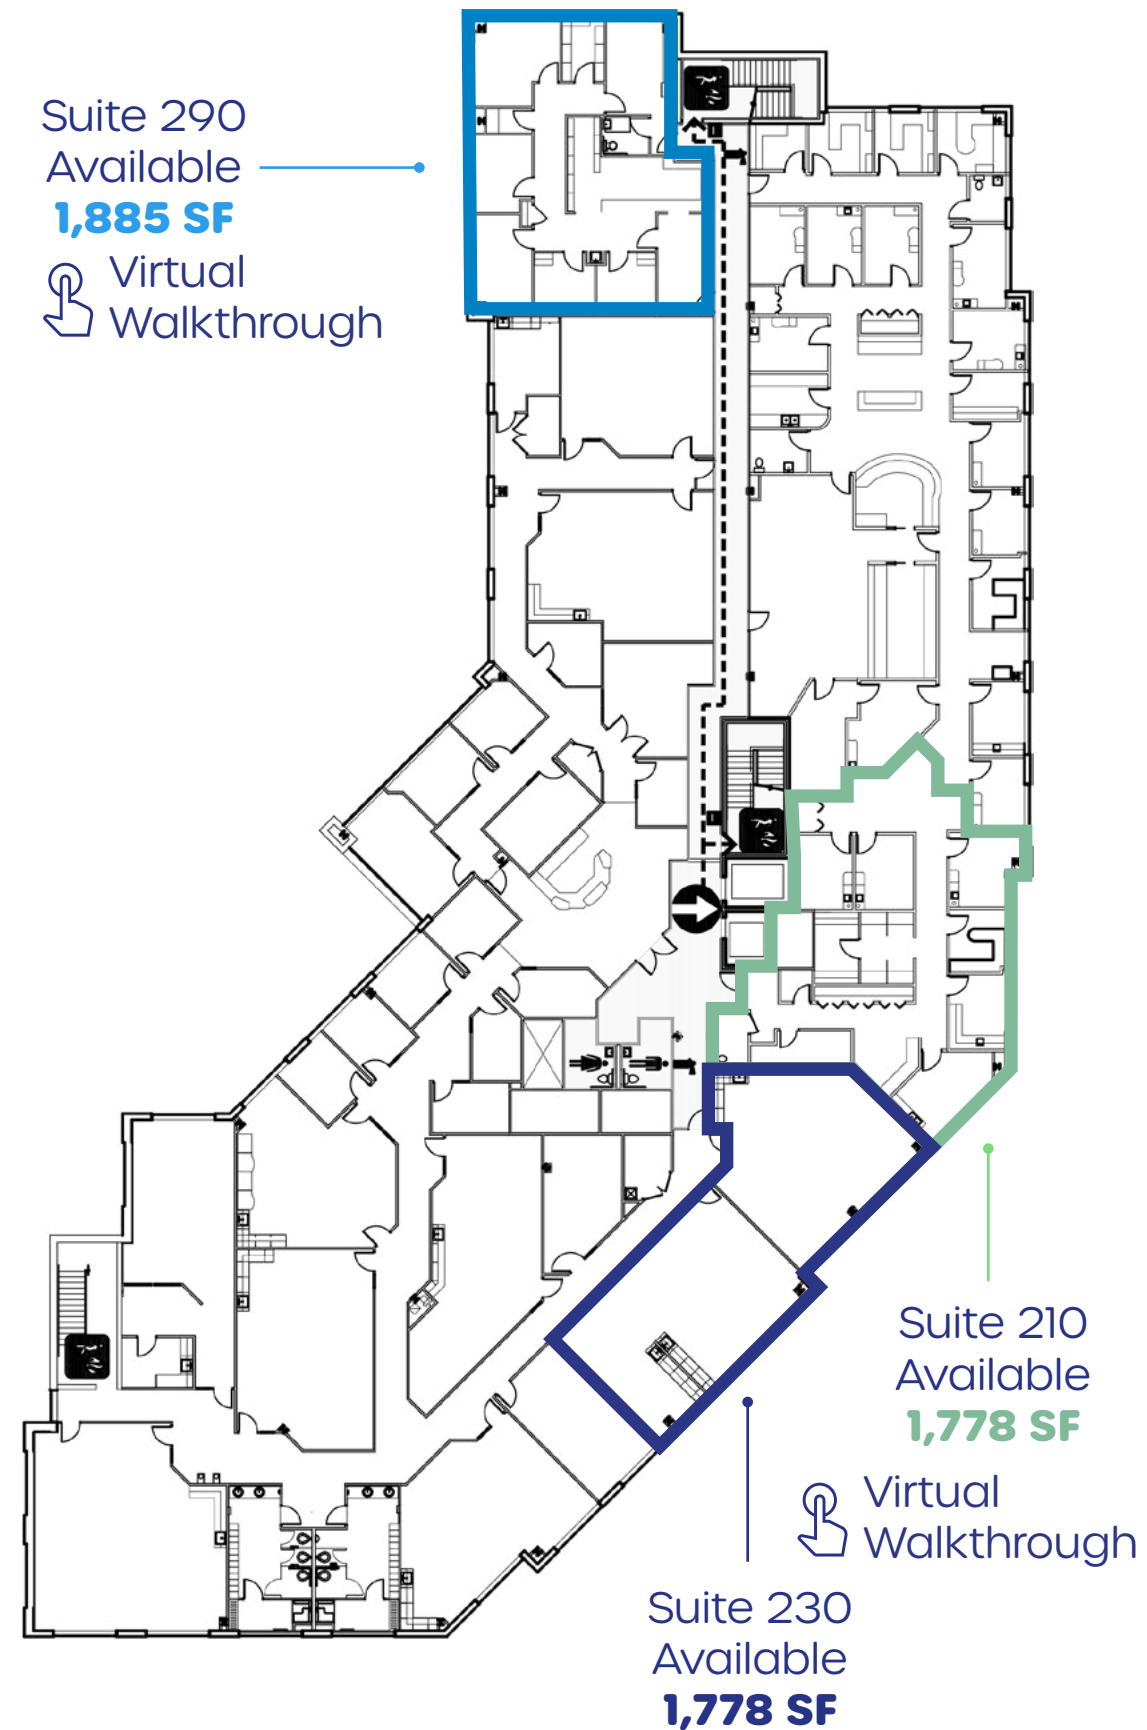 Suite 290
Available
1,885 SF
Virtual
Walkthrough
Suite 210
Available
1,778 SF
Virtual
Walkthrough
Suite 230
Available
1,778 SF